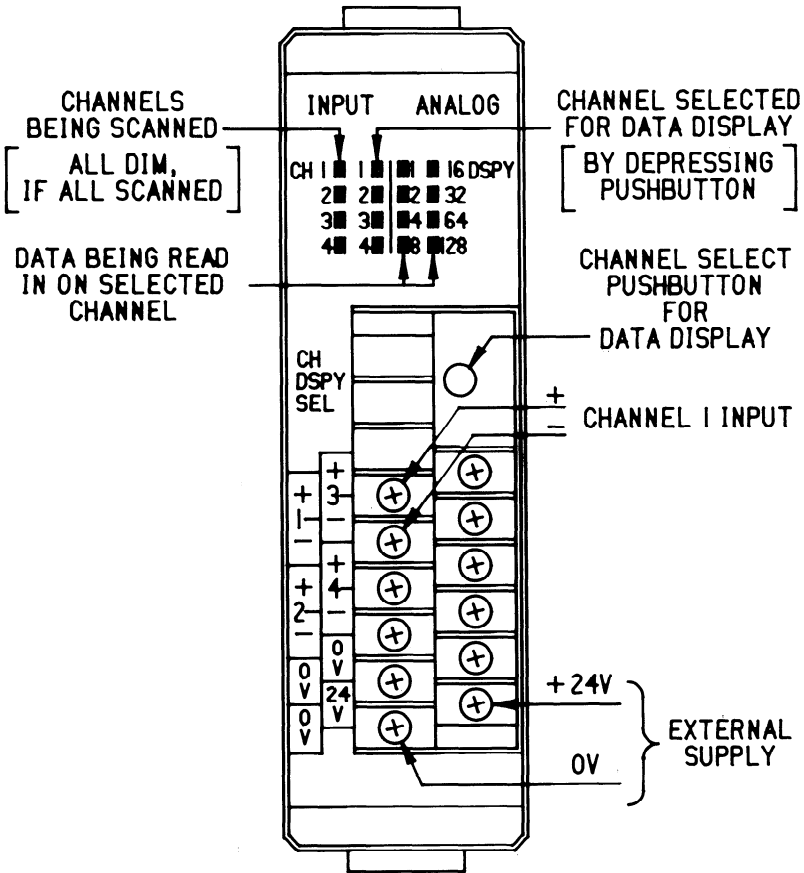 CHANNELS
BEING SCANNED
[ALL DIM,
IF ALL SCANNED]
DATA BEING READ
IN ON SELECTED
CHANNEL
INPUT ANALOG
CH 1 1 1 16 DSPY
2 2 2 32
3 3 4 64
4 4 8 128
CHANNEL SELECTED
FOR DATA DISPLAY
[BY DEPRESSING
PUSHBUTTON]
CHANNEL SELECT
PUSHBUTTON
FOR
DATA DISPLAY
CH
DSPY
SEL
+
-
CHANNEL 1 INPUT
+
1
-
+
2
-
0
V
0
V
+
3
-
+
4
-
0
V
24
V
+24V
0V
EXTERNAL
SUPPLY